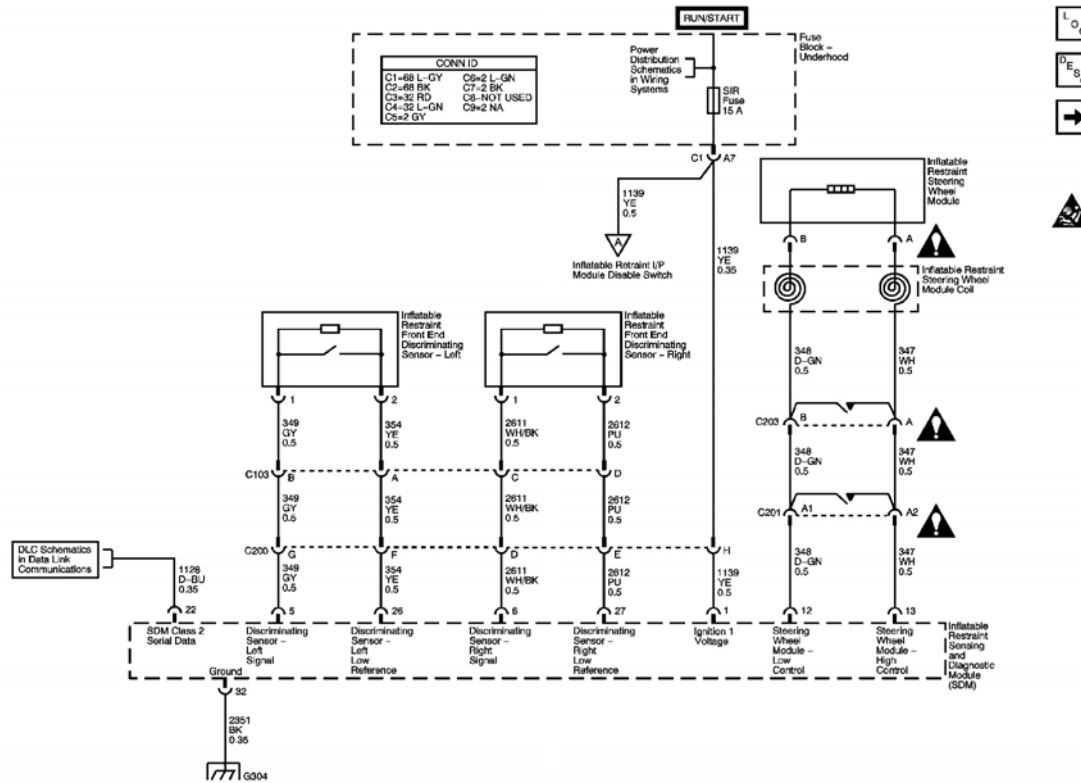 RUN/START
Fuse
Block –
Underhood
Power
Distribution
Schematics
in Wiring
Systems
SIR
Fuse
15 A
CONN ID
C1=68 L-GY C6=2 L-GN
C2=68 BK C7=2 BK
C3=32 RD C8-NOT USED
C4=32 L-GN C9=2 NA
C5=2 GY
C1 A7
1139
YE
0.5
A
Inflatable Retraint I/P
Module Disable Switch
1139
YE
0.35
Inflatable
Restraint
Steering
Wheel
Module
B A
Inflatable Restraint
Steering Wheel
Module Coil
Inflatable
Restraint
Front End
Discriminating
Sensor – Left
Inflatable
Restraint
Front End
Discriminating
Sensor – Right
348
D-GN
0.5
347
WH
0.5
1 2 1 2
349
GY
0.5
354
YE
0.5
2611
WH/BK
0.5
2612
PU
0.5
C203 B A
348
D-GN
0.5
347
WH
0.5
C103 B A C D
349
GY
0.5
354
YE
0.5
2611
WH/BK
0.5
2612
PU
0.5
C201 A1 A2
C200 G F D E H
DLC Schematics
in Data Link
Communications
1128
D-BU
0.35
349
GY
0.5
354
YE
0.5
2611
WH/BK
0.5
2612
PU
0.5
1139
YE
0.5
348
D-GN
0.5
347
WH
0.5
22 5 26 6 27 1 12 13
SDM Class 2
Serial Data
Discriminating
Sensor –
Left
Signal
Discriminating
Sensor –
Left
Low
Reference
Discriminating
Sensor –
Right
Signal
Discriminating
Sensor –
Right
Low
Reference
Ignition 1
Voltage
Steering
Wheel
Module –
Low
Control
Steering
Wheel
Module –
High
Control
Inflatable
Restraint
Sensing
and
Diagnostic
Module
(SDM)
Ground
32
2351
BK
0.35
G304